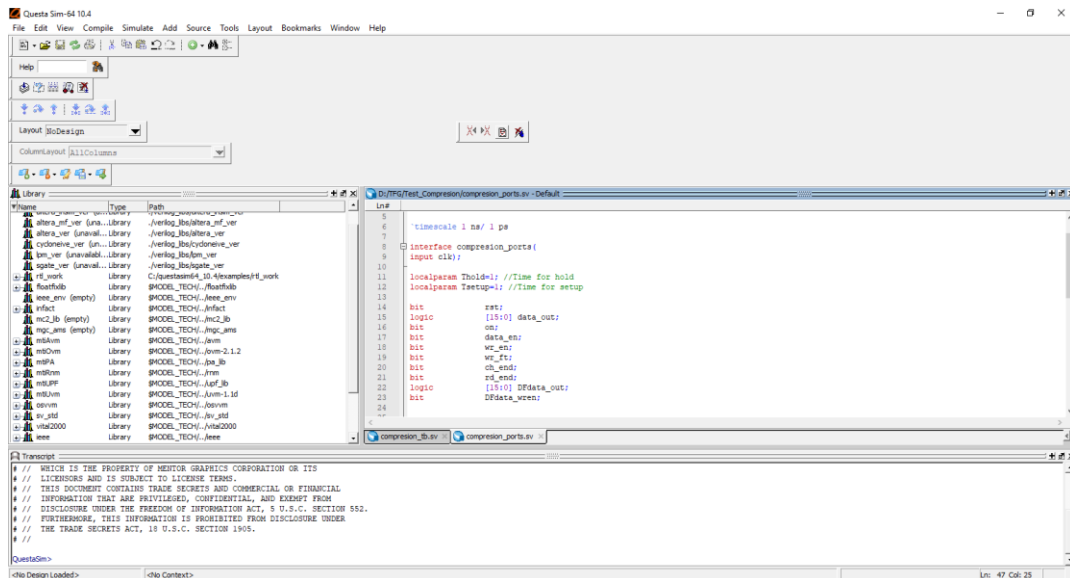 Questa Sim-64 10.4
File Edit View Compile Simulate Add Source Tools Layout Bookmarks Window Help
Help
Layout NoDesign
ColumnLayout AllColumns
Library
Name Type Path
altera_mf_ver (una... Library ./verilog_libs/altera_mf_ver
altera_ver (unavail... Library ./verilog_libs/altera_ver
cycloneive_ver (un... Library ./verilog_libs/cycloneive_ver
lpm_ver (unavailabl... Library ./verilog_libs/lpm_ver
sgate_ver (unavail... Library ./verilog_libs/sgate_ver
rtl_work Library C:/questasim64_10.4/examples/rtl_work
floatfixlib Library $MODEL_TECH/../floatfixlib
ieee_env (empty) Library $MODEL_TECH/../ieee_env
infact Library $MODEL_TECH/../infact
mc2_lib (empty) Library $MODEL_TECH/../mc2_lib
mgc_ams (empty) Library $MODEL_TECH/../mgc_ams
mtiAvm Library $MODEL_TECH/../avm
mtiOvm Library $MODEL_TECH/../ovm-2.1.2
mtiPA Library $MODEL_TECH/../pa_lib
mtiRnm Library $MODEL_TECH/../rnm
mtiUPF Library $MODEL_TECH/../upf_lib
mtiUvm Library $MODEL_TECH/../uvm-1.1d
osvvm Library $MODEL_TECH/../osvvm
sv_std Library $MODEL_TECH/../sv_std
vital2000 Library $MODEL_TECH/../vital2000
ieee Library $MODEL_TECH/../ieee
D:/TFG/Test_Compresion/compresion_ports.sv - Default
Ln#
5
6 `timescale 1 ns/ 1 ps
7
8 interface compresion_ports(
9 input clk);
10
11 localparam Thold=1; //Time for hold
12 localparam Tsetup=1; //Time for setup
13
14 bit rst;
15 logic [15:0] data_out;
16 bit on;
17 bit data_en;
18 bit wr_en;
19 bit wr_ft;
20 bit ch_end;
21 bit rd_end;
22 logic [15:0] DFdata_out;
23 bit DFdata_wren;
24
compresion_tb.sv compresion_ports.sv
Transcript
# // WHICH IS THE PROPERTY OF MENTOR GRAPHICS CORPORATION OR ITS
# // LICENSORS AND IS SUBJECT TO LICENSE TERMS.
# // THIS DOCUMENT CONTAINS TRADE SECRETS AND COMMERCIAL OR FINANCIAL
# // INFORMATION THAT ARE PRIVILEGED, CONFIDENTIAL, AND EXEMPT FROM
# // DISCLOSURE UNDER THE FREEDOM OF INFORMATION ACT, 5 U.S.C. SECTION 552.
# // FURTHERMORE, THIS INFORMATION IS PROHIBITED FROM DISCLOSURE UNDER
# // THE TRADE SECRETS ACT, 18 U.S.C. SECTION 1905.
# //
QuestaSim>
<No Design Loaded> <No Context> Ln: 47 Col: 25